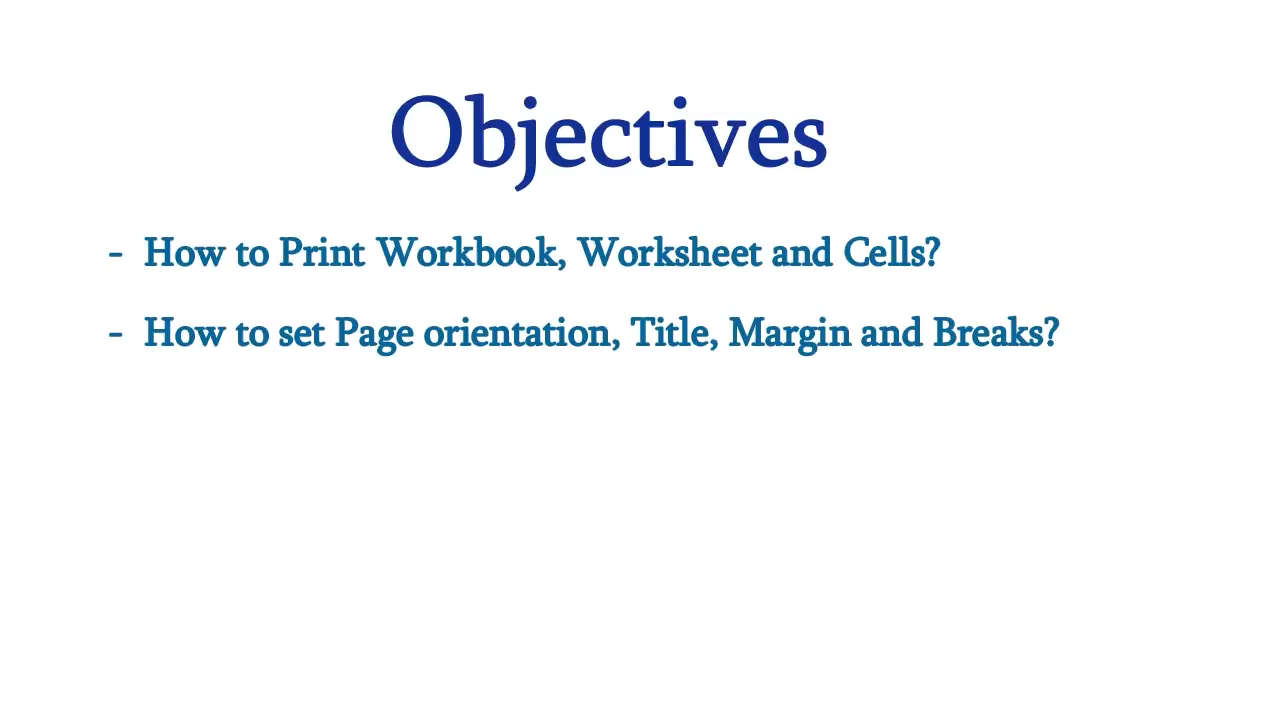 Objectives
- How to Print Workbook, Worksheet and Cells?
- How to set Page orientation, Title, Margin and Breaks?